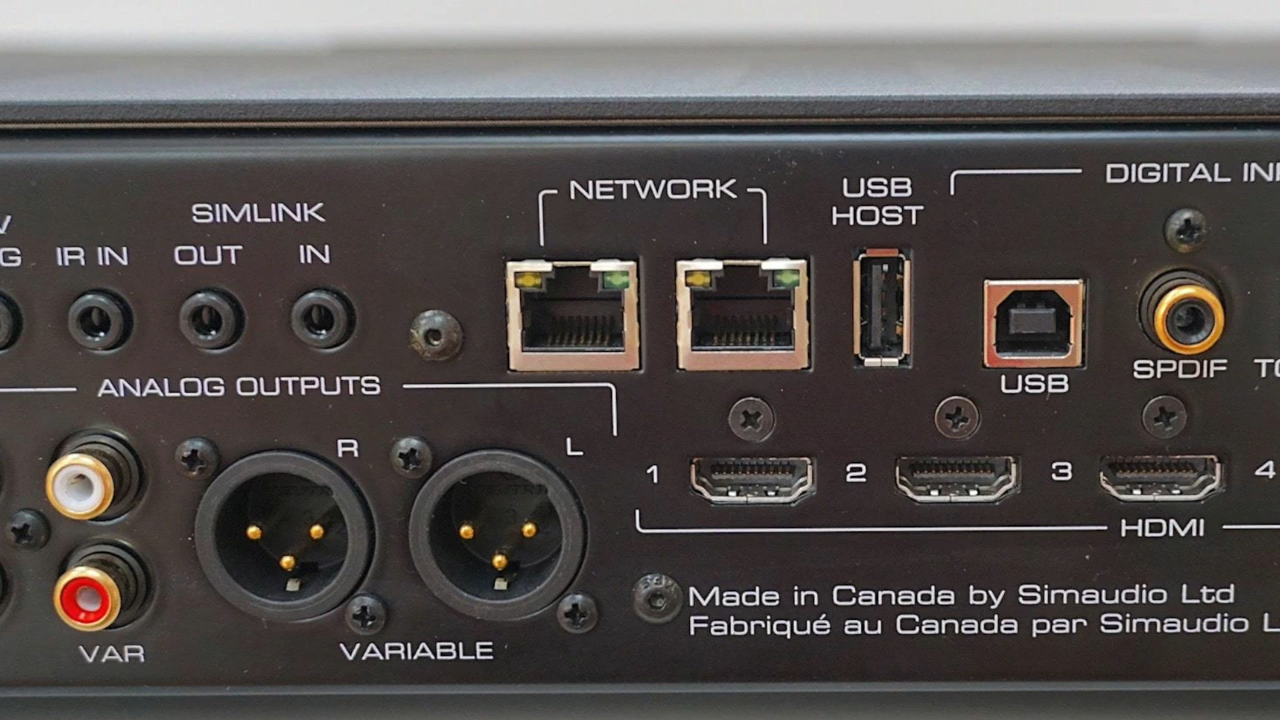 NETWORK
USB
HOST
DIGITAL
SIMLINK
IR IN
OUT
IN
USB
SPDIF
ANALOG OUTPUTS
R
L
1
2
3
4
HDMI
Made in Canada by Simaudio Ltd
Fabriqué au Canada par Simaudio
VAR
VARIABLE